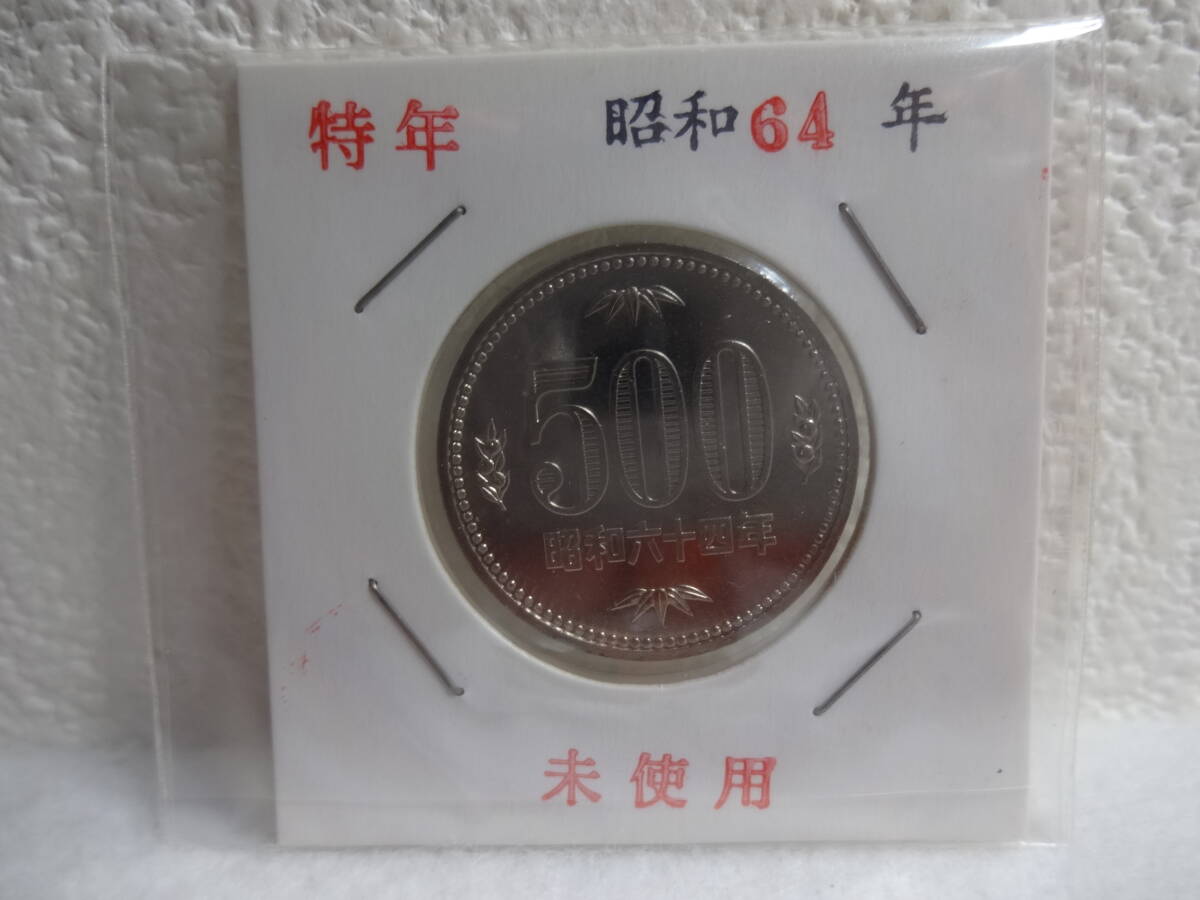 特年 昭和64年
500
昭和六十四年
未使用